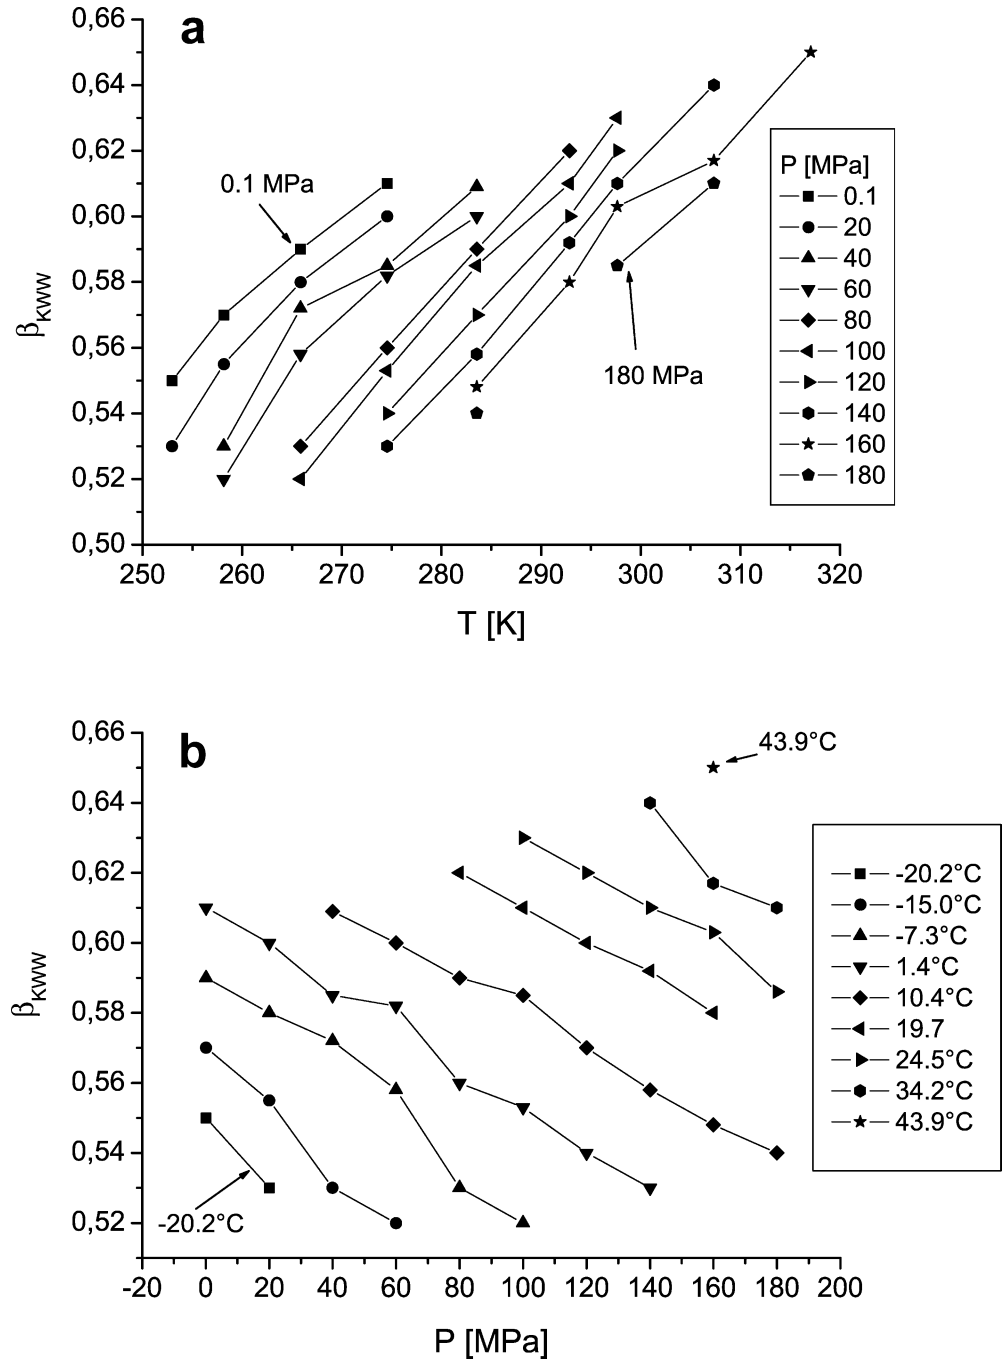 a
0,66
0,64
0,62
0,60
0,58
0,56
0,54
0,52
0,50
βKWW
250 260 270 280 290 300 310 320
T [K]
0.1 MPa
180 MPa
P [MPa]
0.1
20
40
60
80
100
120
140
160
180
b
0,66
0,64
0,62
0,60
0,58
0,56
0,54
0,52
βKWW
-20 0 20 40 60 80 100 120 140 160 180 200
P [MPa]
43.9°C
-20.2°C
-20.2°C
-15.0°C
-7.3°C
1.4°C
10.4°C
19.7
24.5°C
34.2°C
43.9°C